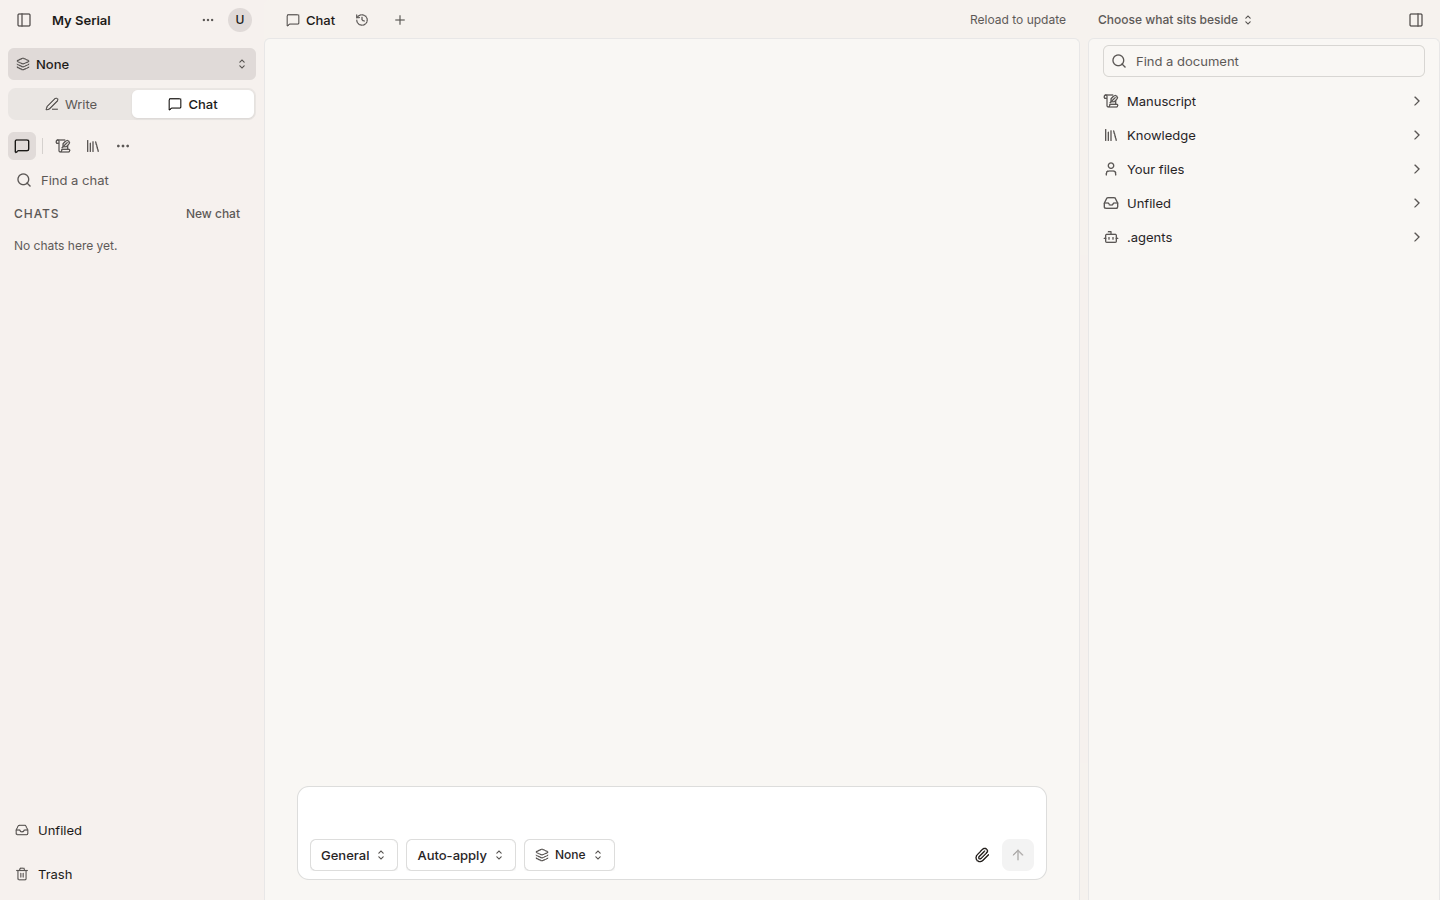 My Serial
U
None
Write
Chat
Find a chat
CHATS
New chat
No chats here yet.
Unfiled
Trash
Chat
Reload to update
General
Auto-apply
None
Choose what sits beside
Find a document
Manuscript
Knowledge
Your files
Unfiled
.agents